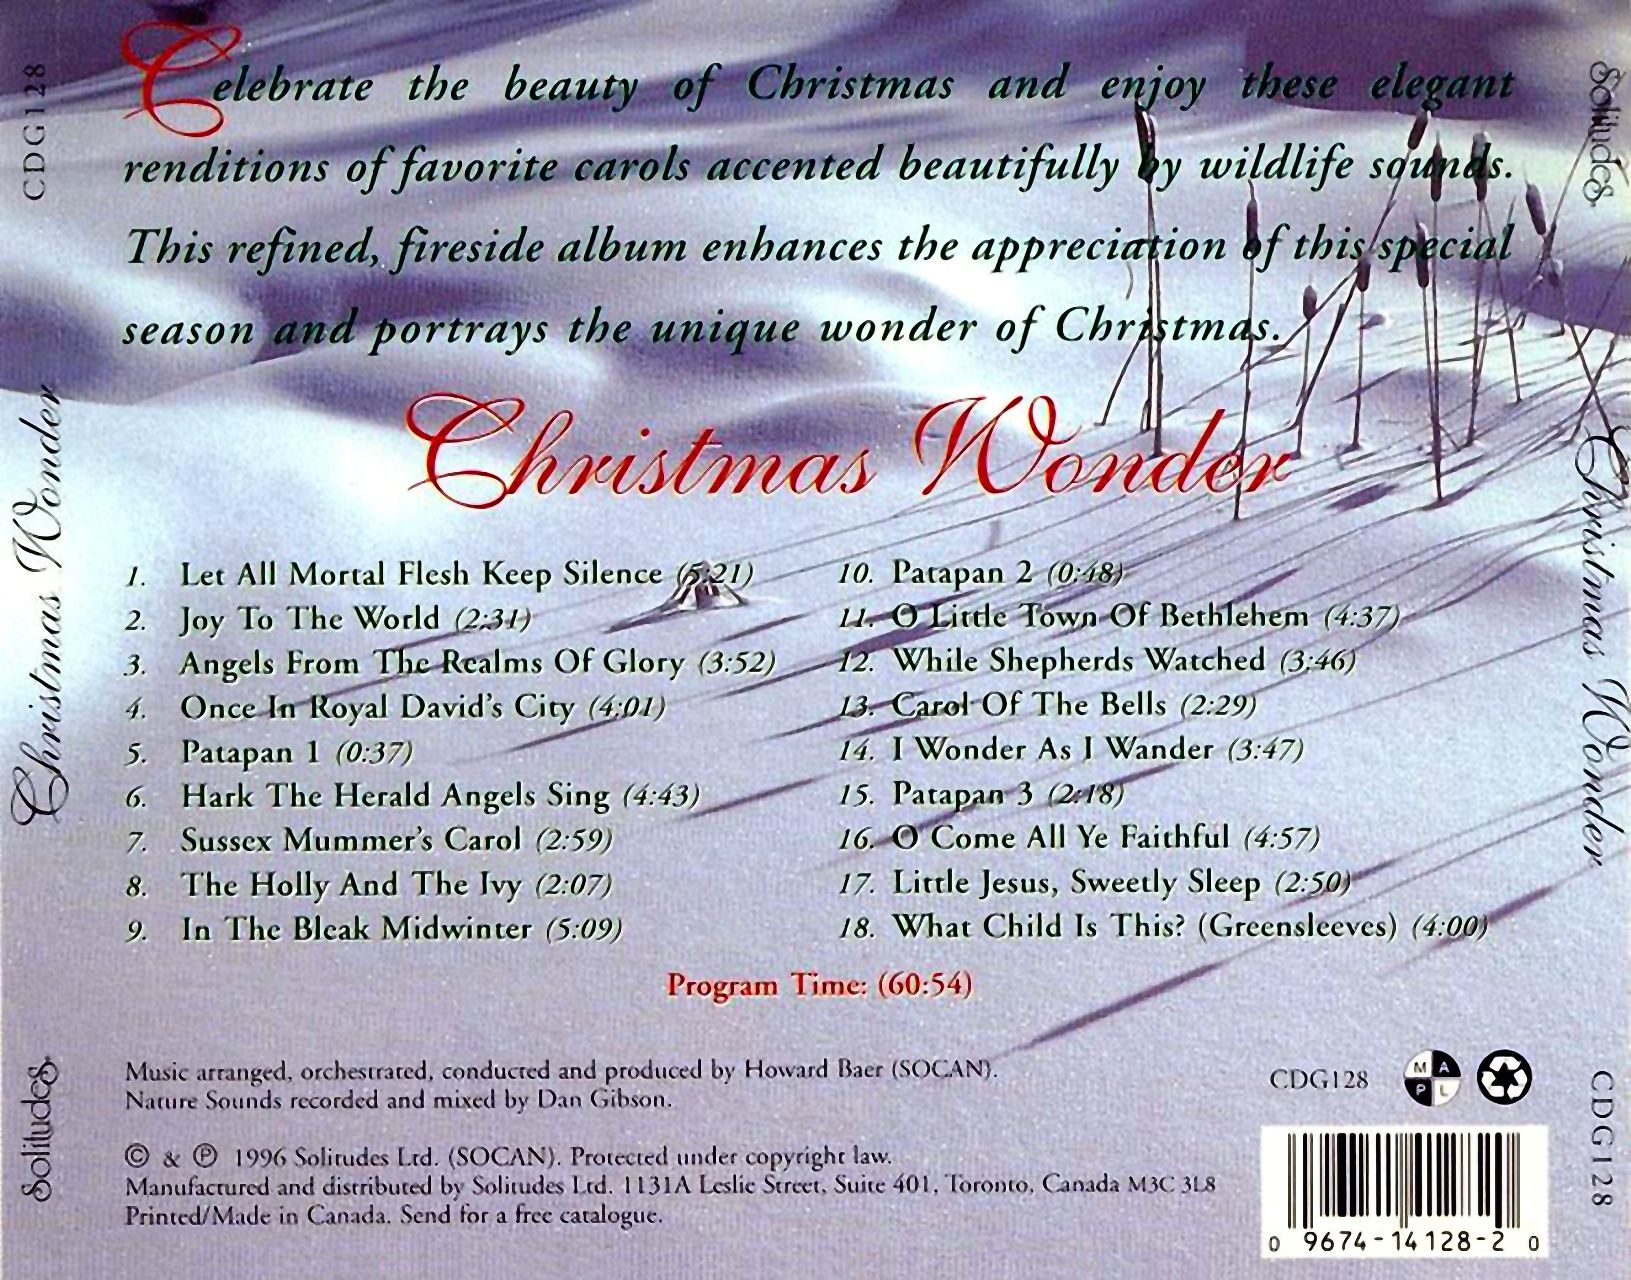 Celebrate the beauty of Christmas and enjoy these elegant
renditions of favorite carols accented beautifully by wildlife sounds.
This refined, fireside album enhances the appreciation of this special
season and portrays the unique wonder of Christmas.
Christmas Wonder
1. Let All Mortal Flesh Keep Silence (5:21)
2. Joy To The World (2:31)
3. Angels From The Realms Of Glory (3:52)
4. Once In Royal David's City (4:01)
5. Patapan 1 (0:37)
6. Hark The Herald Angels Sing (4:43)
7. Sussex Mummer's Carol (2:59)
8. The Holly And The Ivy (2:07)
9. In The Bleak Midwinter (5:09)
10. Patapan 2 (0:48)
11. O Little Town Of Bethlehem (4:37)
12. While Shepherds Watched (3:46)
13. Carol Of The Bells (2:29)
14. I Wonder As I Wander (3:47)
15. Patapan 3 (2:18)
16. O Come All Ye Faithful (4:57)
17. Little Jesus, Sweetly Sleep (2:50)
18. What Child Is This? (Greensleeves) (4:00)
Program Time: (60:54)
Music arranged, orchestrated, conducted and produced by Howard Baer (SOCAN).
Nature Sounds recorded and mixed by Dan Gibson.
© & ℗ 1996 Solitudes Ltd. (SOCAN). Protected under copyright law.
Manufactured and distributed by Solitudes Ltd. 1131A Leslie Street, Suite 401, Toronto, Canada M3C 3L8
Printed/Made in Canada. Send for a free catalogue.
CDG128
M A
P L
0 9674-14128-2 0
CDG128
Christmas Wonder
Solitudes
Solitudes
Christmas Wonder
CDG128